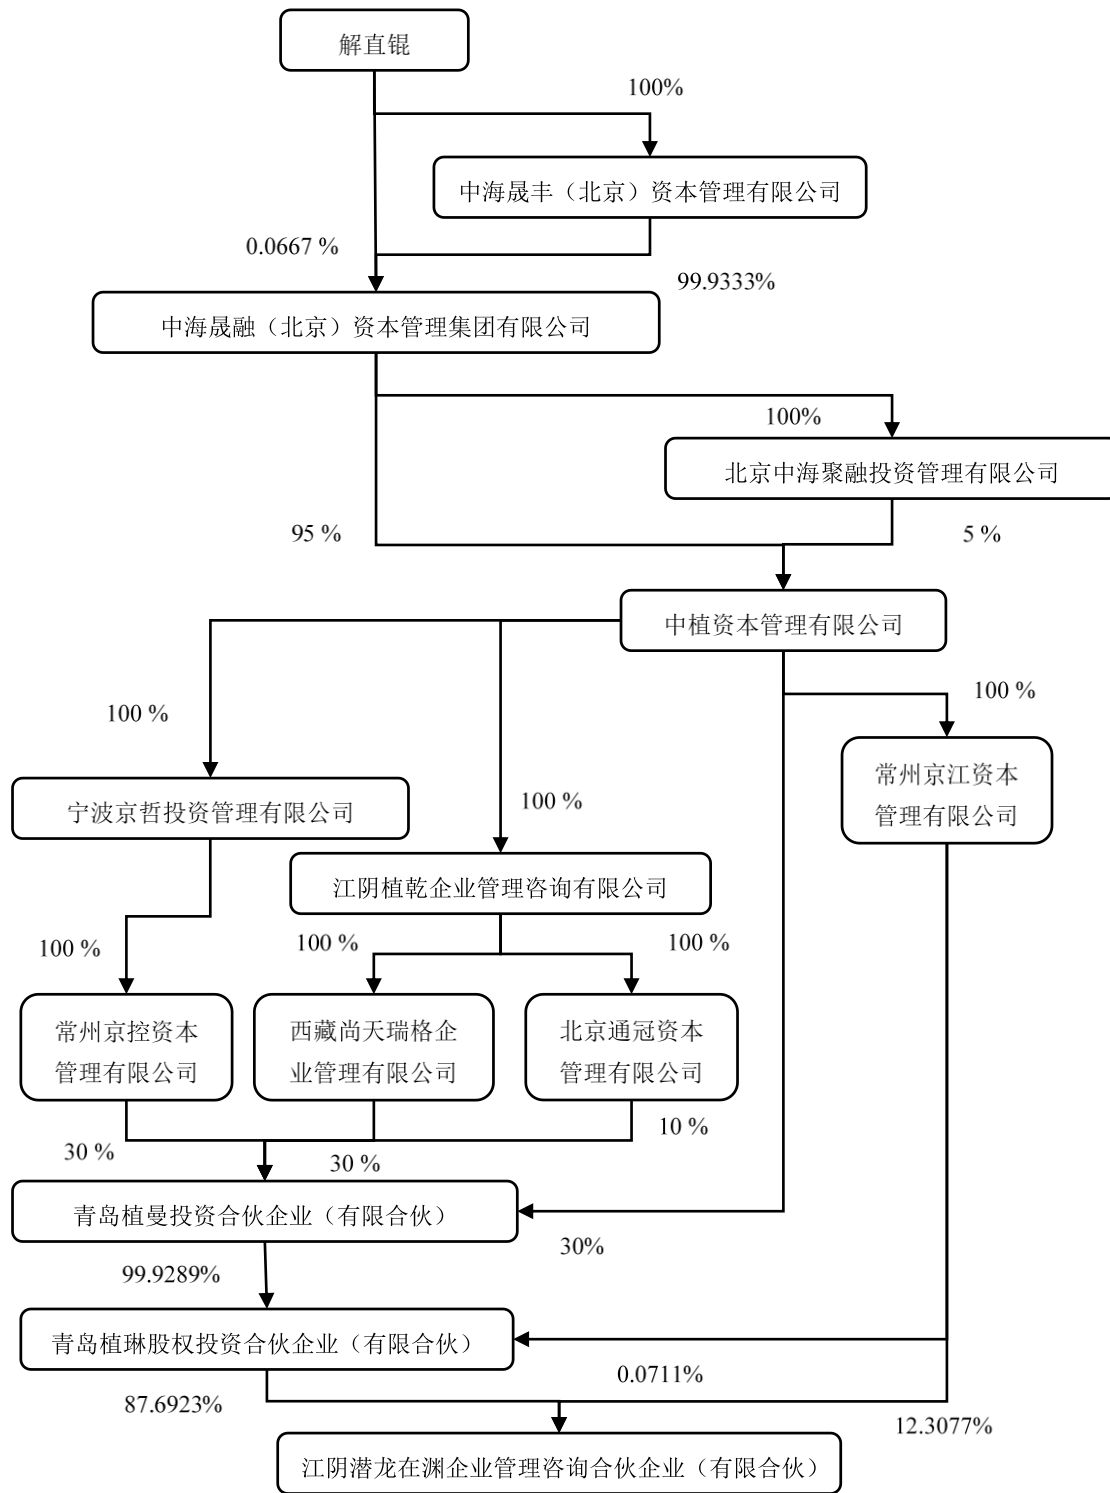 解直锟
100%
中海晟丰（北京）资本管理有限公司
0.0667 %
99.9333%
中海晟融（北京）资本管理集团有限公司
100%
北京中海聚融投资管理有限公司
95 %
5 %
中植资本管理有限公司
100 %
100 %
常州京江资本
管理有限公司
宁波京哲投资管理有限公司
100 %
江阴植乾企业管理咨询有限公司
100 %
100 %
100 %
常州京控资本
管理有限公司
西藏尚天瑞格企
业管理有限公司
北京通冠资本
管理有限公司
10 %
30 %
30 %
青岛植曼投资合伙企业（有限合伙）
30%
99.9289%
青岛植琳股权投资合伙企业（有限合伙）
0.0711%
87.6923%
12.3077%
江阴潜龙在渊企业管理咨询合伙企业（有限合伙）